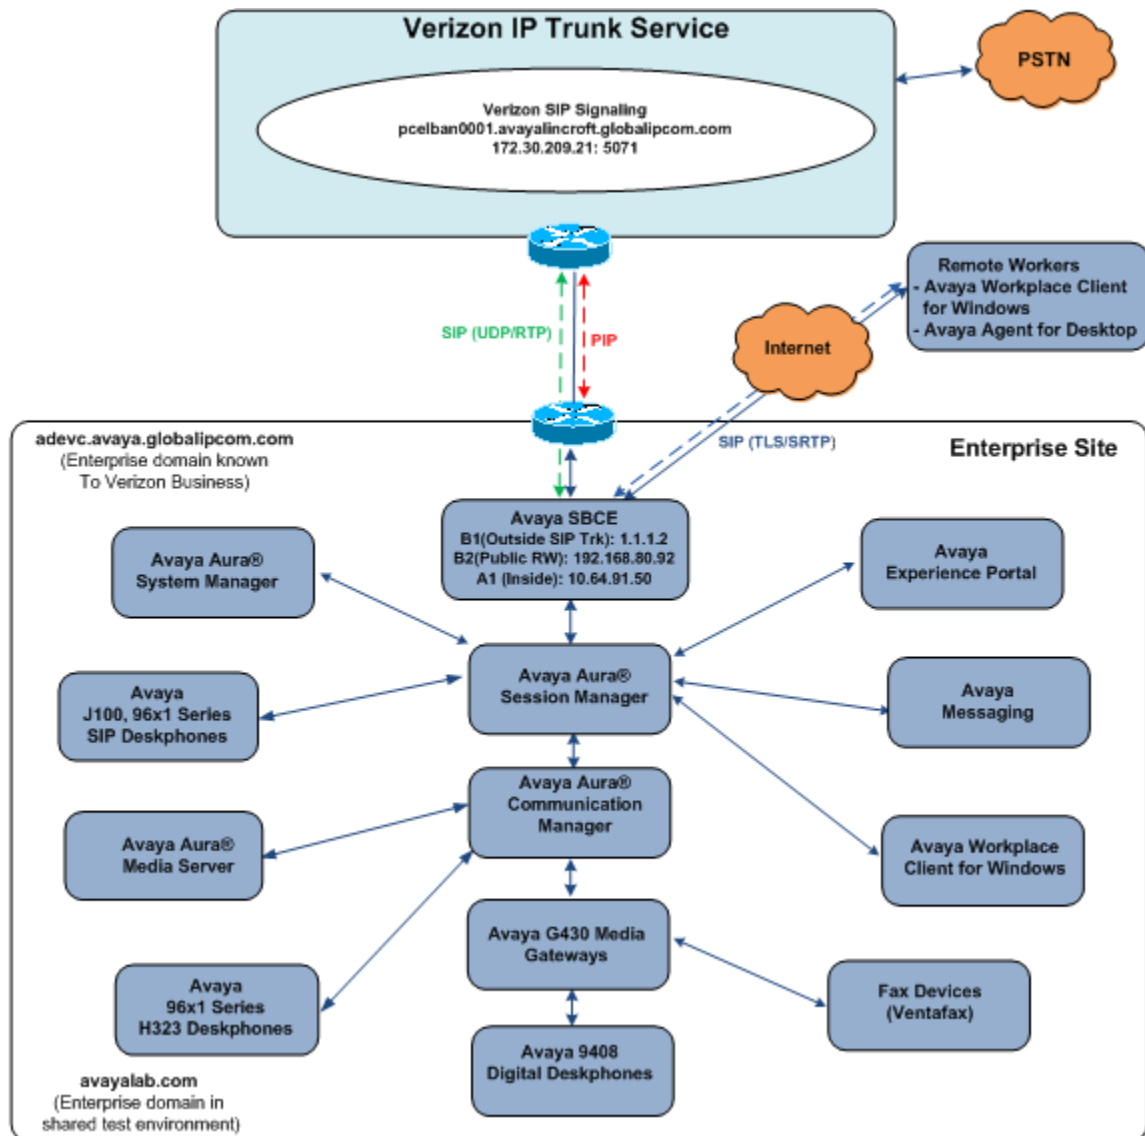 Verizon IP Trunk Service
PSTN
Verizon SIP Signaling
pcelban0001.avayalincroft.globalipcom.com
172.30.209.21: 5071
Remote Workers
- Avaya Workplace Client
for Windows
- Avaya Agent for Desktop
SIP (UDP/RTP)
PIP
Internet
adevc.avaya.globalipcom.com
(Enterprise domain known
To Verizon Business)
SIP (TLS/SRTP)
Enterprise Site
Avaya SBCE
B1(Outside SIP Trk): 1.1.1.2
B2(Public RW): 192.168.80.92
A1 (Inside): 10.64.91.50
Avaya Aura®
System Manager
Avaya
Experience Portal
Avaya Aura®
Session Manager
Avaya
J100, 96x1 Series
SIP Deskphones
Avaya
Messaging
Avaya Aura®
Communication
Manager
Avaya Aura®
Media Server
Avaya Workplace
Client for Windows
Avaya G430 Media
Gateways
Avaya
96x1 Series
H323 Deskphones
Fax Devices
(Ventafax)
Avaya 9408
Digital Deskphones
avayalab.com
(Enterprise domain in
shared test environment)